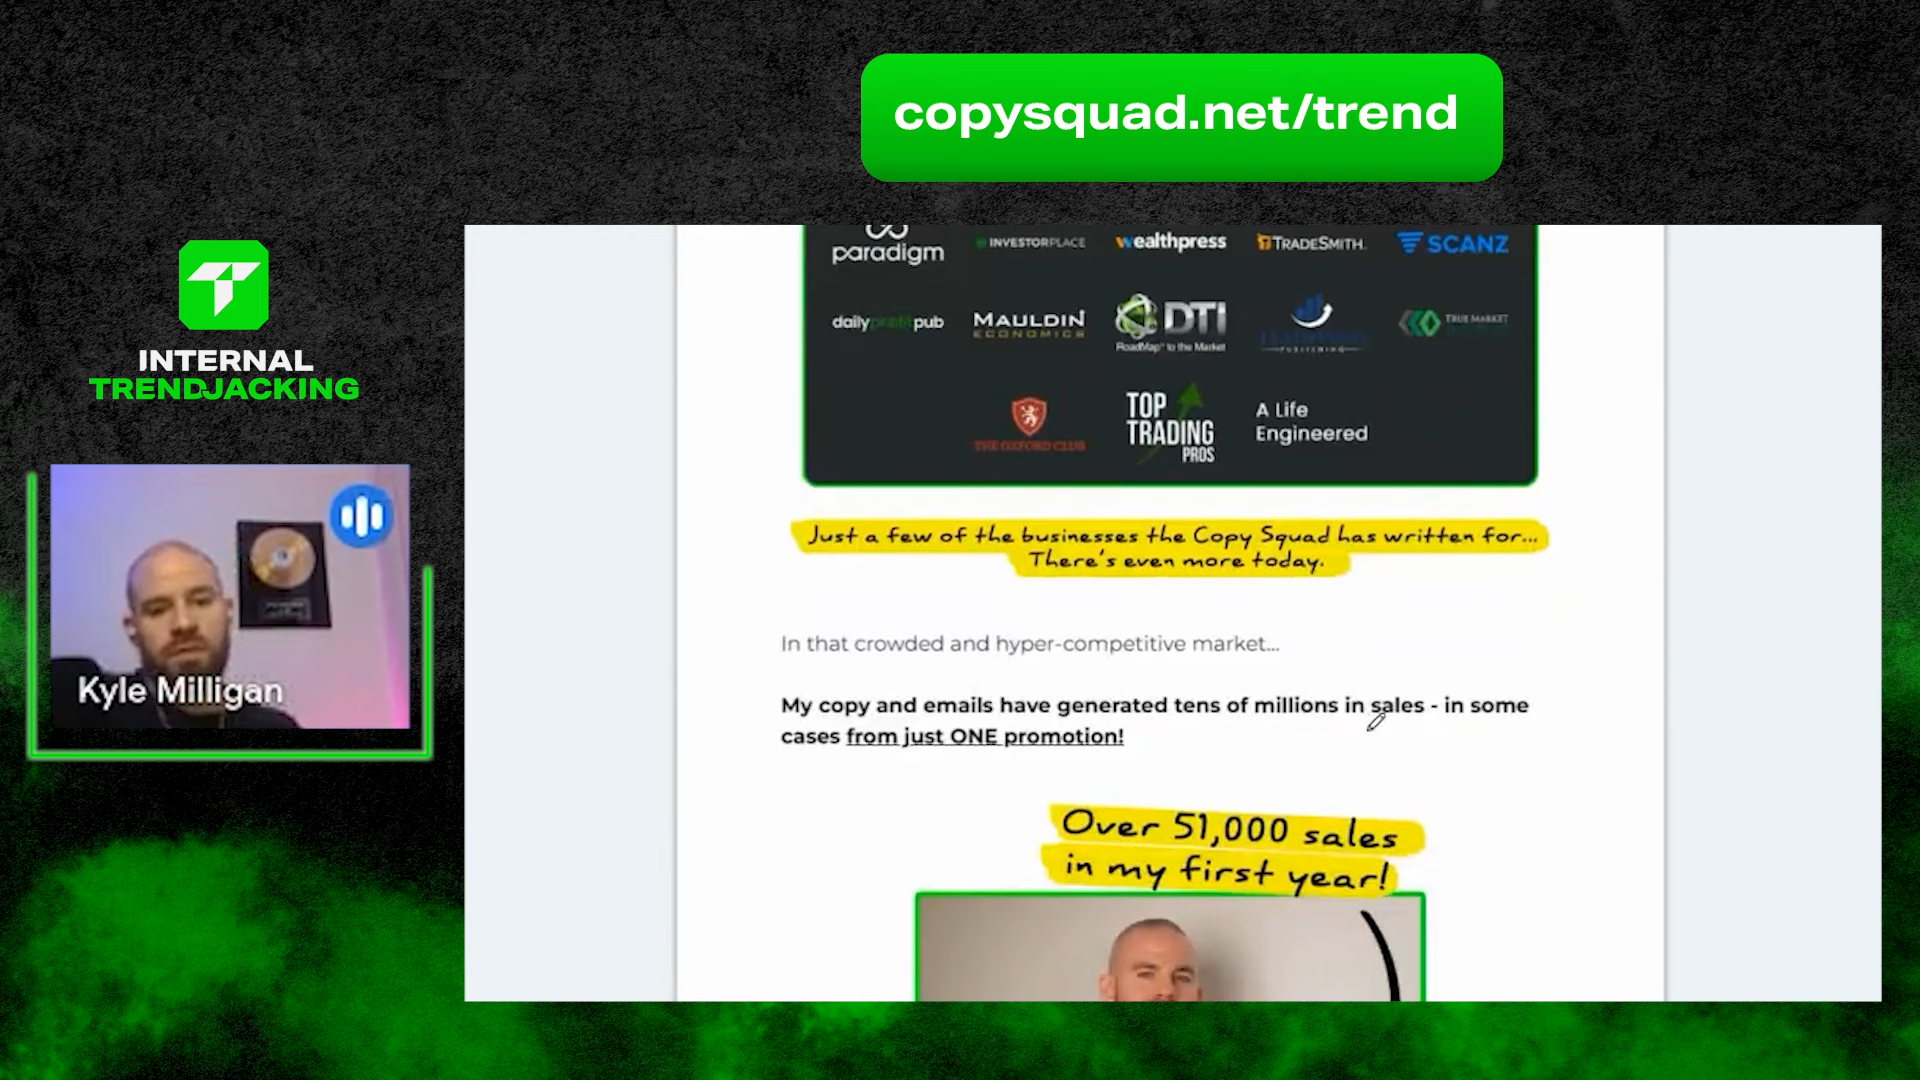 copysquad.net/trend
INTERNAL
TRENDJACKING
Kyle Milligan
paradigm
INVESTORPLACE
wealthpress
TRADESMITH.
SCANZ
dailyprofitpub
MAULDIN
ECONOMICS
DTI
RoadMap™ to the Market
PUBLISHING
TRUE MARKET
THE OXFORD CLUB
TOP
TRADING
PROS
A Life
Engineered
Just a few of the businesses the Copy Squad has written for...
There's even more today.
In that crowded and hyper-competitive market...
My copy and emails have generated tens of millions in sales - in some
cases from just ONE promotion!
Over 51,000 sales
in my first year!